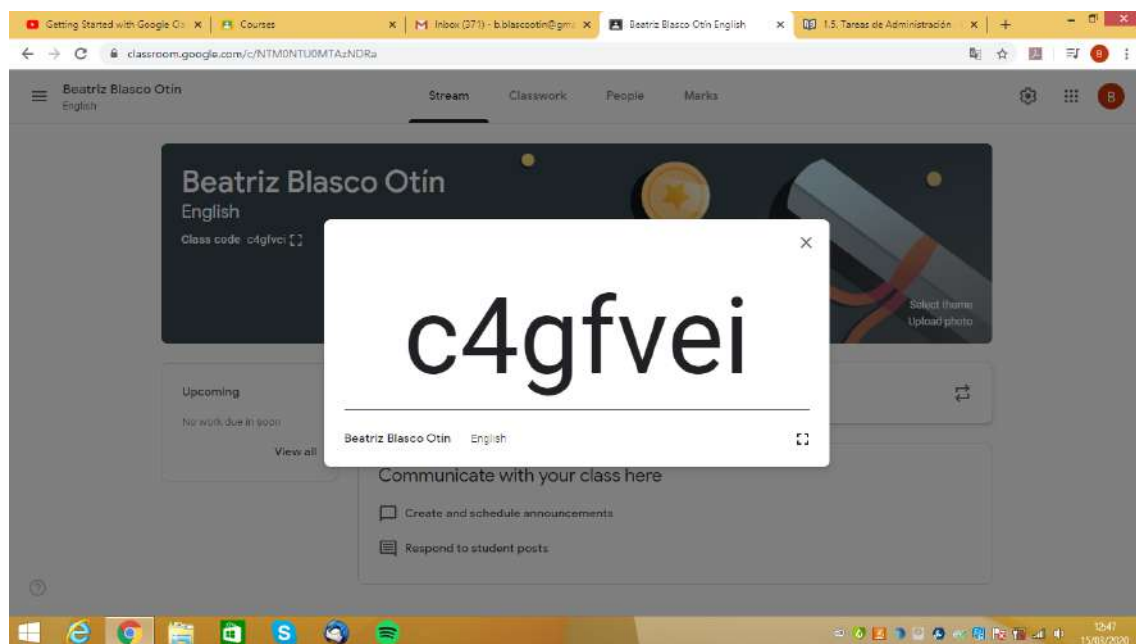 Getting Started with Google Cla
Courses
Inbox (371) - b.blascootin@gma
Beatriz Blasco Otín English
1.5. Tareas de Administración
classroom.google.com/c/NTM0NTU0MTAzNDRa
Beatriz Blasco Otín
English
Stream Classwork People Marks
B
Beatriz Blasco Otín
English
Class code c4gfvei
Select theme
Upload photo
c4gfvei
Beatriz Blasco Otín English
Upcoming
No work due in soon
View all
Communicate with your class here
Create and schedule announcements
Respond to student posts
12:47
15/03/2020